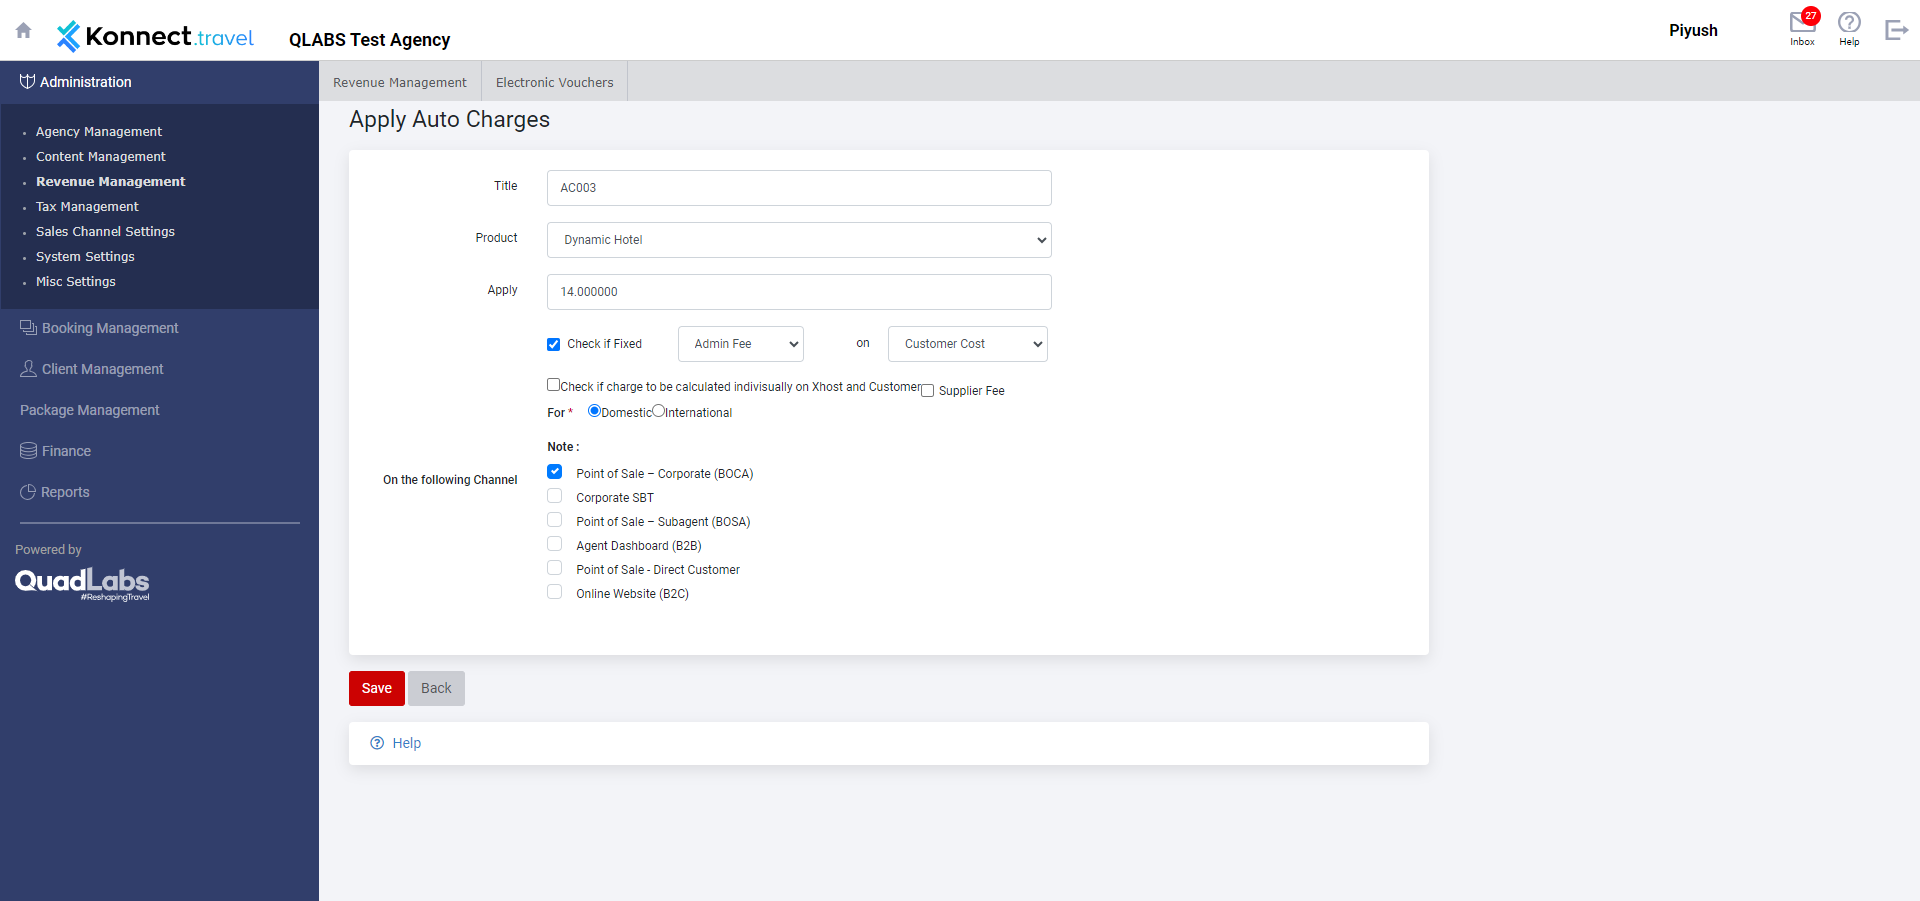 Konnect.travel
QLABS Test Agency
Piyush
27
Inbox
Help
Administration
Revenue Management
Electronic Vouchers
Agency Management
Content Management
Revenue Management
Tax Management
Sales Channel Settings
System Settings
Misc Settings
Booking Management
Client Management
Package Management
Finance
Reports
Powered by
QuadLabs
#ReshapingTravel
Apply Auto Charges
Title
AC003
Product
Dynamic Hotel
Apply
14.000000
Check if Fixed
Admin Fee
on
Customer Cost
Check if charge to be calculated indivisually on Xhost and Customer
Supplier Fee
For *
Domestic
International
Note :
On the following Channel
Point of Sale – Corporate (BOCA)
Corporate SBT
Point of Sale – Subagent (BOSA)
Agent Dashboard (B2B)
Point of Sale - Direct Customer
Online Website (B2C)
Save
Back
Help